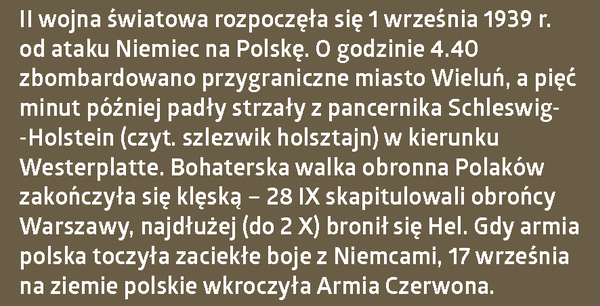 II wojna światowa rozpoczęła się 1 września 1939 r.
od ataku Niemiec na Polskę. O godzinie 4.40
zbombardowano przygraniczne miasto Wieluń, a pięć
minut później padły strzały z pancernika Schleswig-
-Holstein (czyt. szlezwik holsztajn) w kierunku
Westerplatte. Bohaterska walka obronna Polaków
zakończyła się klęską – 28 IX skapitulowali obrońcy
Warszawy, najdłużej (do 2 X) bronił się Hel. Gdy armia
polska toczyła zaciekłe boje z Niemcami, 17 września
na ziemie polskie wkroczyła Armia Czerwona.